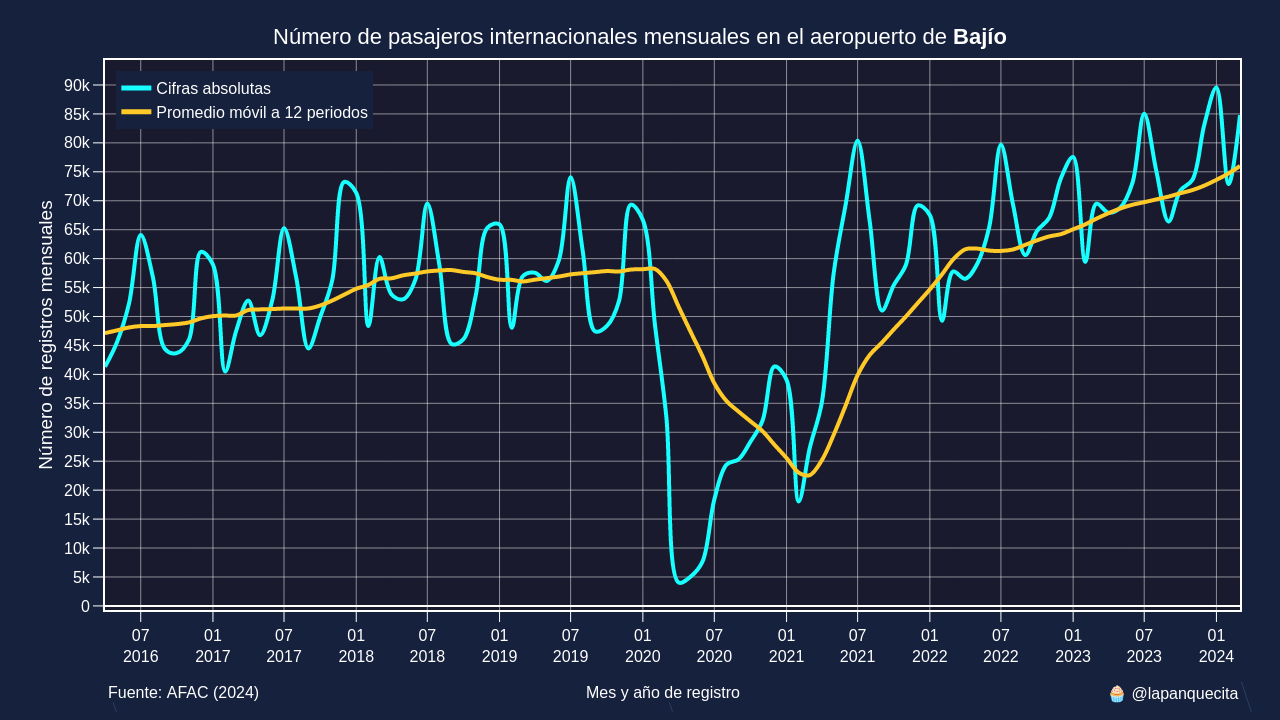 Número de pasajeros internacionales mensuales en el aeropuerto de Bajío
Cifras absolutas
Promedio móvil a 12 periodos
Número de registros mensuales
90k
85k
80k
75k
70k
65k
60k
55k
50k
45k
40k
35k
30k
25k
20k
15k
10k
5k
0
07 01 07 01 07 01 07 01 07 01 07 01 07 01 07 01
2016 2017 2017 2018 2018 2019 2019 2020 2020 2021 2021 2022 2022 2023 2023 2024
Fuente: AFAC (2024) Mes y año de registro 🧁 @lapanquecita